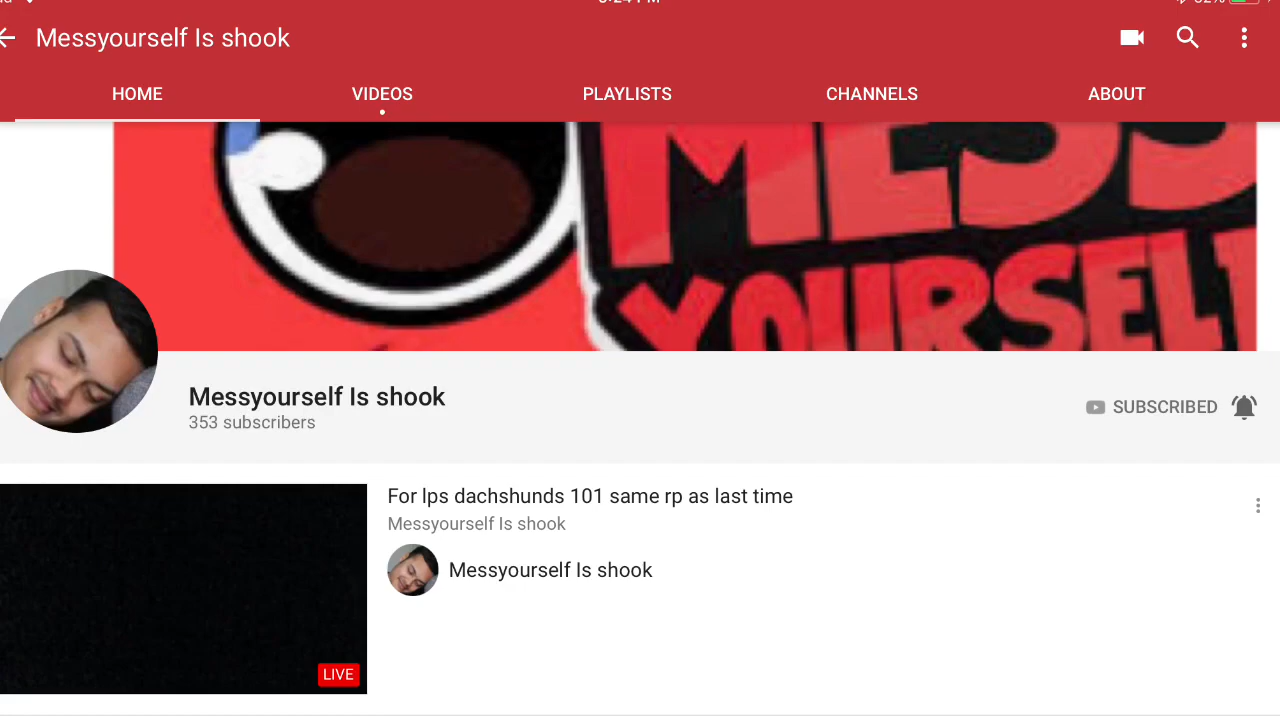 Messyourself Is shook
HOME VIDEOS PLAYLISTS CHANNELS ABOUT
MESS
YOURSELF
Messyourself Is shook
353 subscribers
SUBSCRIBED
For lps dachshunds 101 same rp as last time
Messyourself Is shook
Messyourself Is shook
LIVE